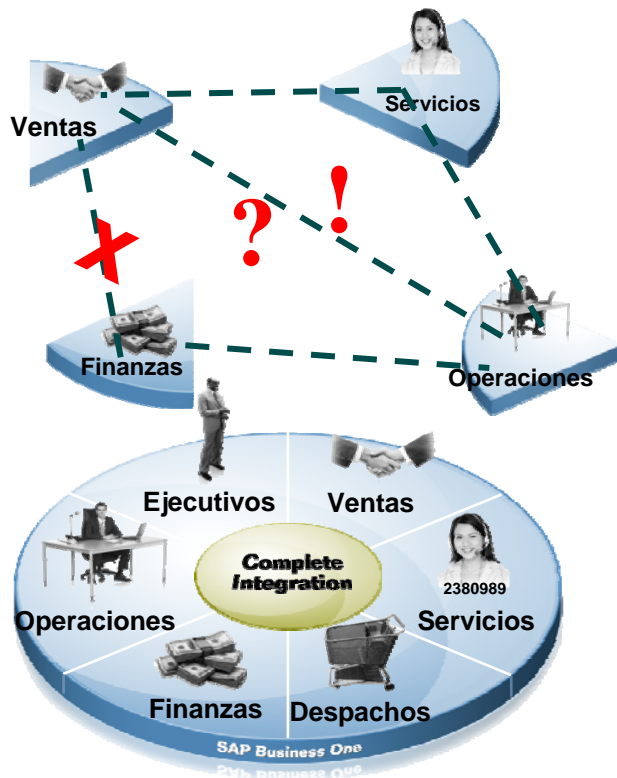 Servicios
Ventas
?
!
X
Finanzas
Operaciones
Ejecutivos
Ventas
Complete
Integration
2380989
Operaciones
Servicios
Finanzas
Despachos
SAP Business One